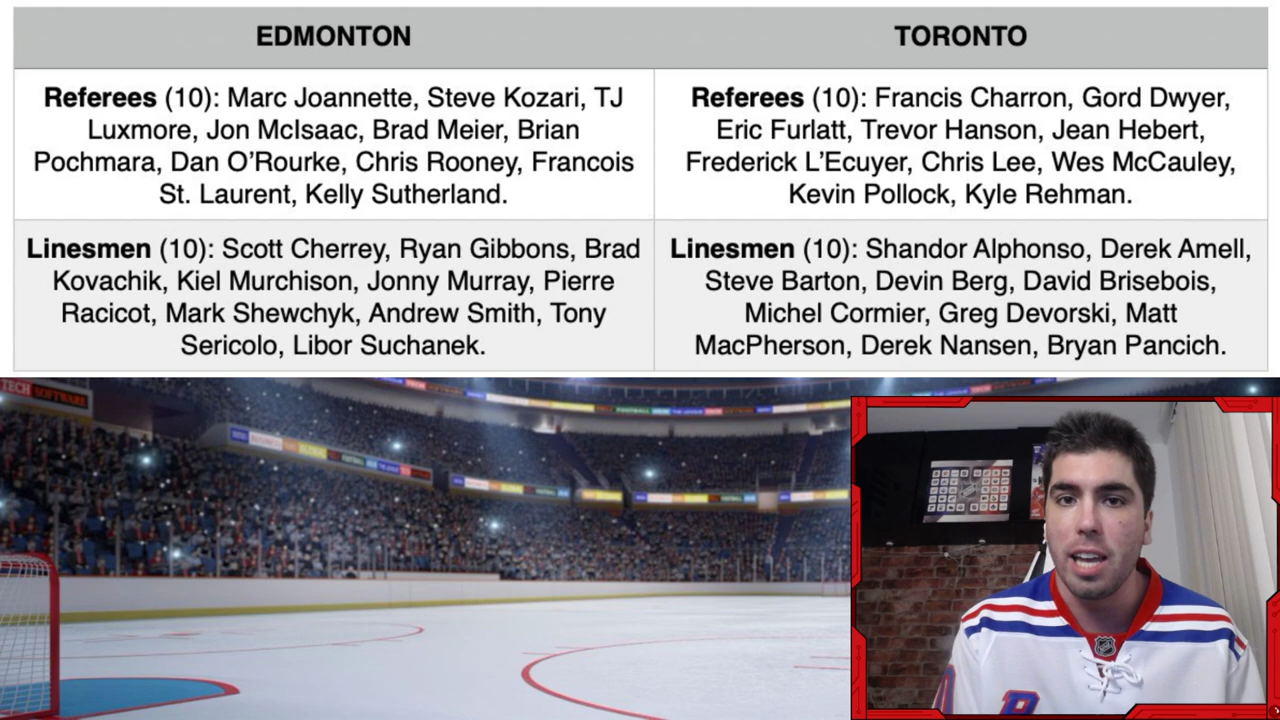 EDMONTON
TORONTO
Referees (10): Marc Joannette, Steve Kozari, TJ
Luxmore, Jon McIsaac, Brad Meier, Brian
Pochmara, Dan O’Rourke, Chris Rooney, Francois
St. Laurent, Kelly Sutherland.
Referees (10): Francis Charron, Gord Dwyer,
Eric Furlatt, Trevor Hanson, Jean Hebert,
Frederick L’Ecuyer, Chris Lee, Wes McCauley,
Kevin Pollock, Kyle Rehman.
Linesmen (10): Scott Cherrey, Ryan Gibbons, Brad
Kovachik, Kiel Murchison, Jonny Murray, Pierre
Racicot, Mark Shewchyk, Andrew Smith, Tony
Sericolo, Libor Suchanek.
Linesmen (10): Shandor Alphonso, Derek Amell,
Steve Barton, Devin Berg, David Brisebois,
Michel Cormier, Greg Devorski, Matt
MacPherson, Derek Nansen, Bryan Pancich.
TECH SOFTWARE
NHL
R